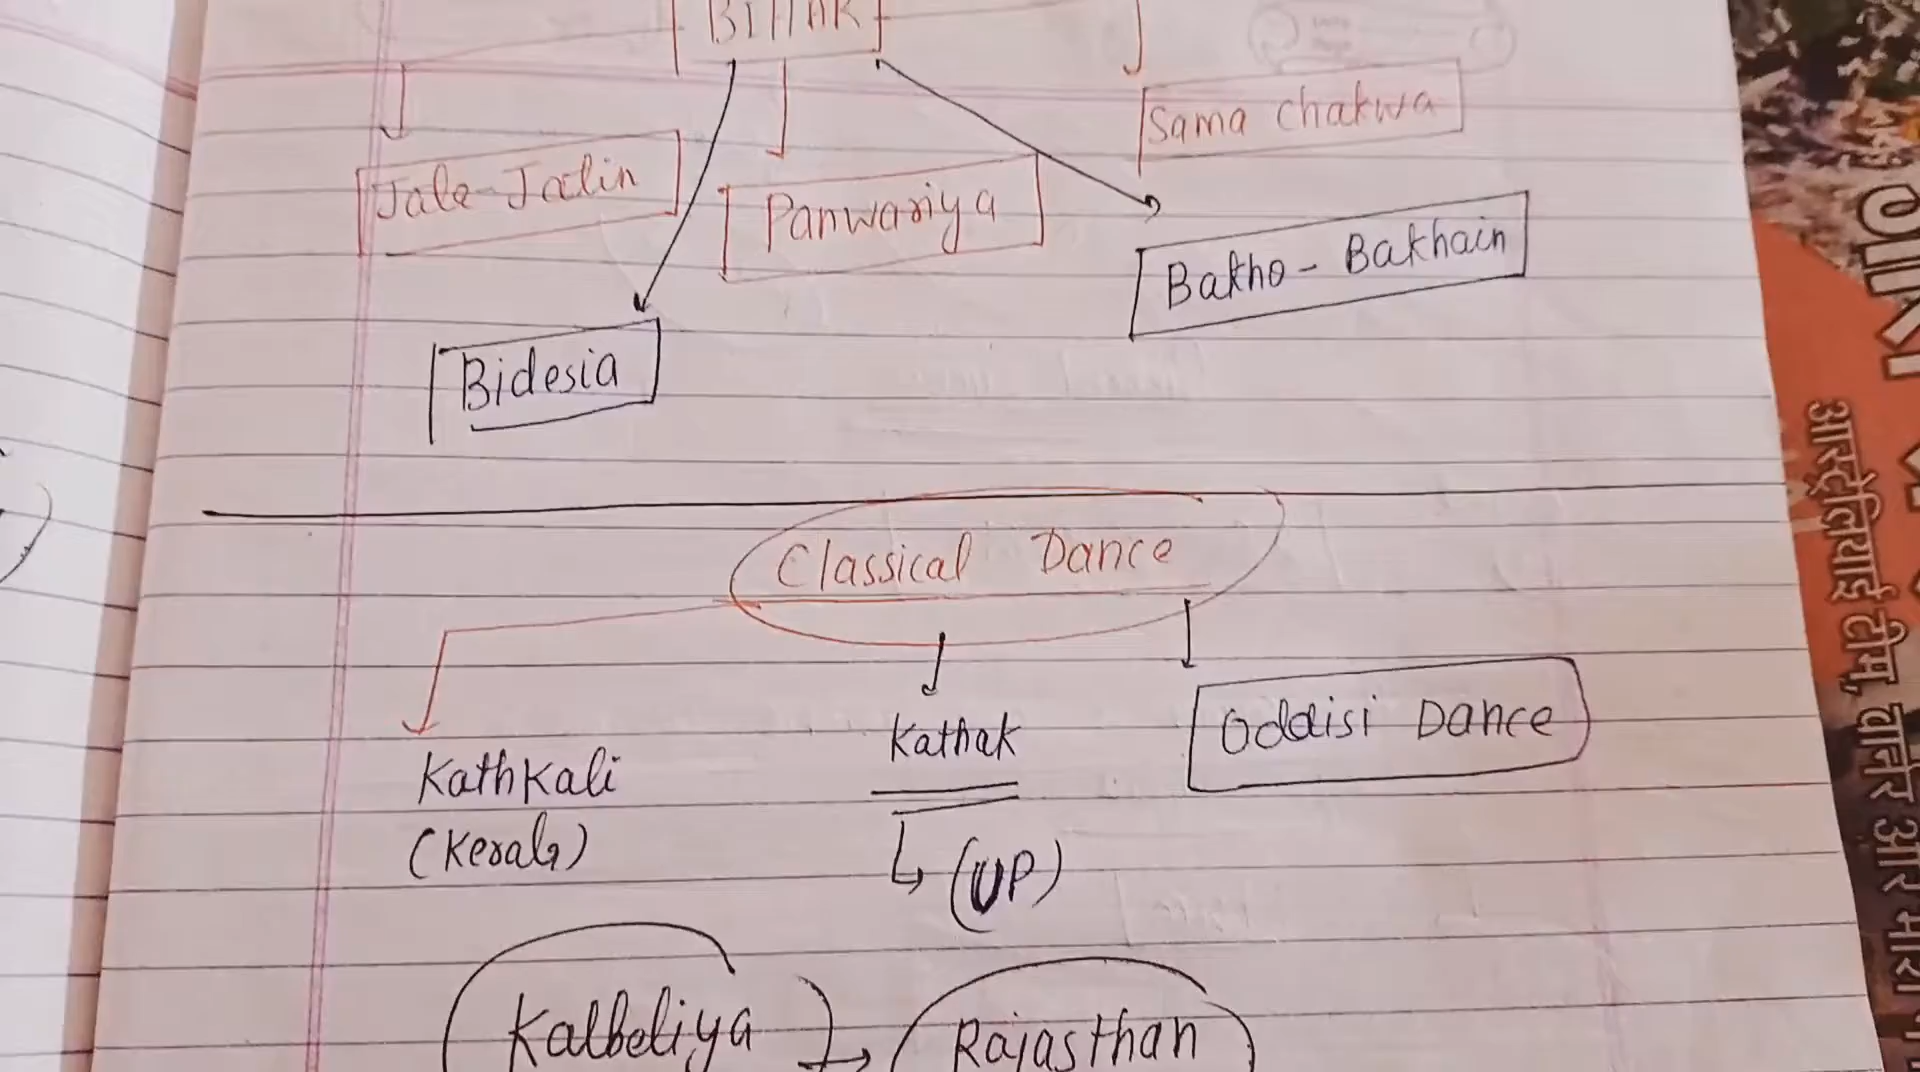 BIHAR
Sama Chakwa
Jale-Jalin
Panwariya
Bakho - Bakhain
Bidesia
Classical Dance
Kathkali
(Kerala)
Kathak
(UP)
Oddisi Dance
Kalbeliya
Rajasthan